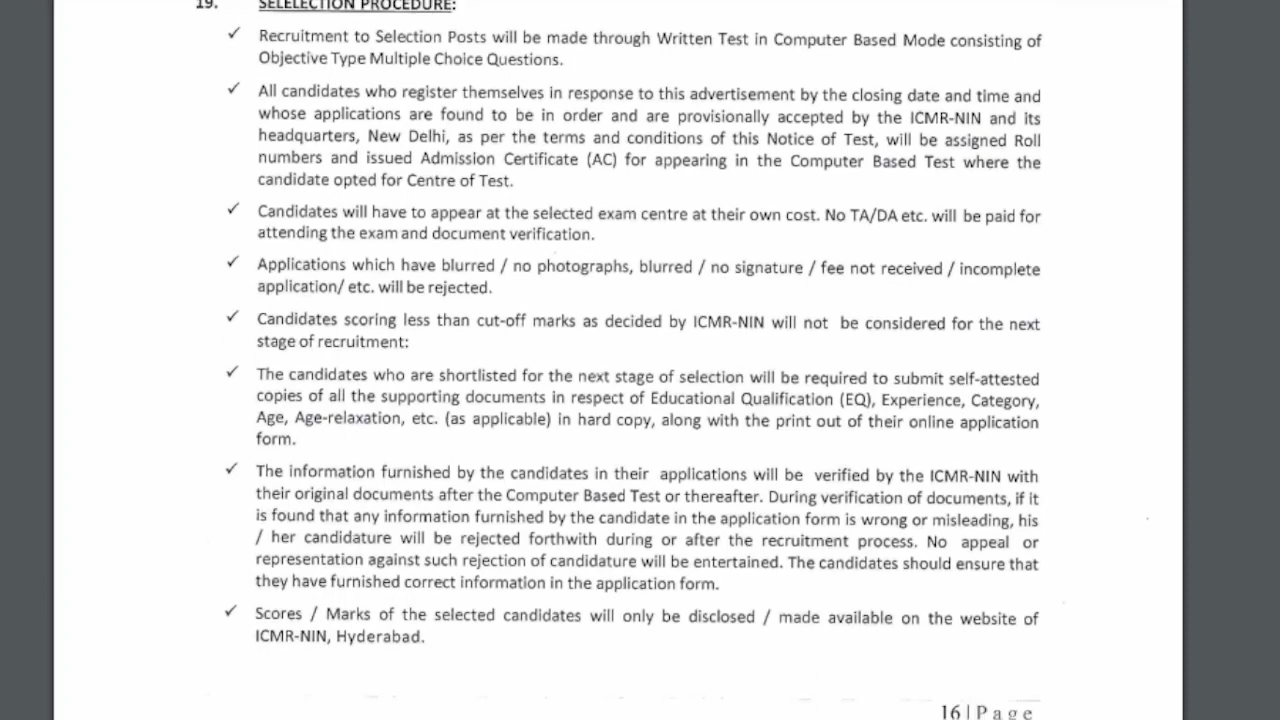 19. SELELECTION PROCEDURE:
✓ Recruitment to Selection Posts will be made through Written Test in Computer Based Mode consisting of
Objective Type Multiple Choice Questions.
✓ All candidates who register themselves in response to this advertisement by the closing date and time and
whose applications are found to be in order and are provisionally accepted by the ICMR-NIN and its
headquarters, New Delhi, as per the terms and conditions of this Notice of Test, will be assigned Roll
numbers and issued Admission Certificate (AC) for appearing in the Computer Based Test where the
candidate opted for Centre of Test.
✓ Candidates will have to appear at the selected exam centre at their own cost. No TA/DA etc. will be paid for
attending the exam and document verification.
✓ Applications which have blurred / no photographs, blurred / no signature / fee not received / incomplete
application/ etc. will be rejected.
✓ Candidates scoring less than cut-off marks as decided by ICMR-NIN will not be considered for the next
stage of recruitment:
✓ The candidates who are shortlisted for the next stage of selection will be required to submit self-attested
copies of all the supporting documents in respect of Educational Qualification (EQ), Experience, Category,
Age, Age-relaxation, etc. (as applicable) in hard copy, along with the print out of their online application
form.
✓ The information furnished by the candidates in their applications will be verified by the ICMR-NIN with
their original documents after the Computer Based Test or thereafter. During verification of documents, if it
is found that any information furnished by the candidate in the application form is wrong or misleading, his
/ her candidature will be rejected forthwith during or after the recruitment process. No appeal or
representation against such rejection of candidature will be entertained. The candidates should ensure that
they have furnished correct information in the application form.
✓ Scores / Marks of the selected candidates will only be disclosed / made available on the website of
ICMR-NIN, Hyderabad.
16 | P a g e